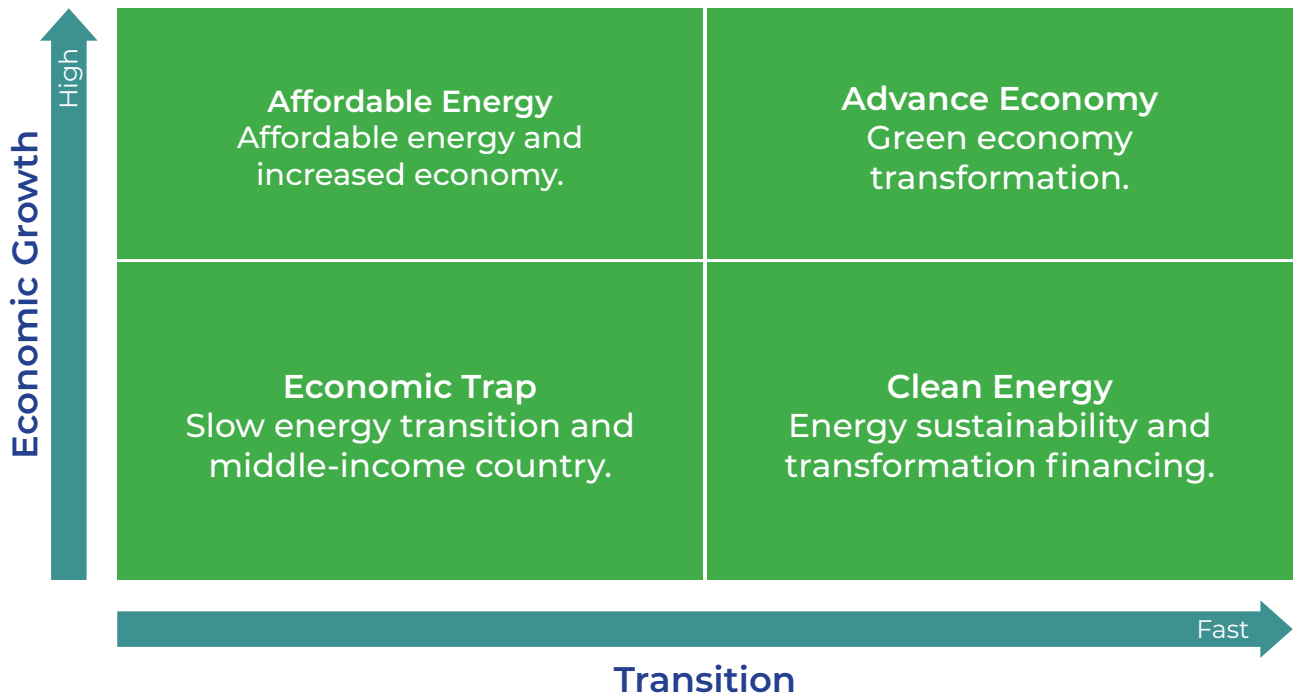 High
Economic Growth
Affordable Energy
Affordable energy and
increased economy.
Advance Economy
Green economy
transformation.
Economic Trap
Slow energy transition and
middle-income country.
Clean Energy
Energy sustainability and
transformation financing.
Fast
Transition